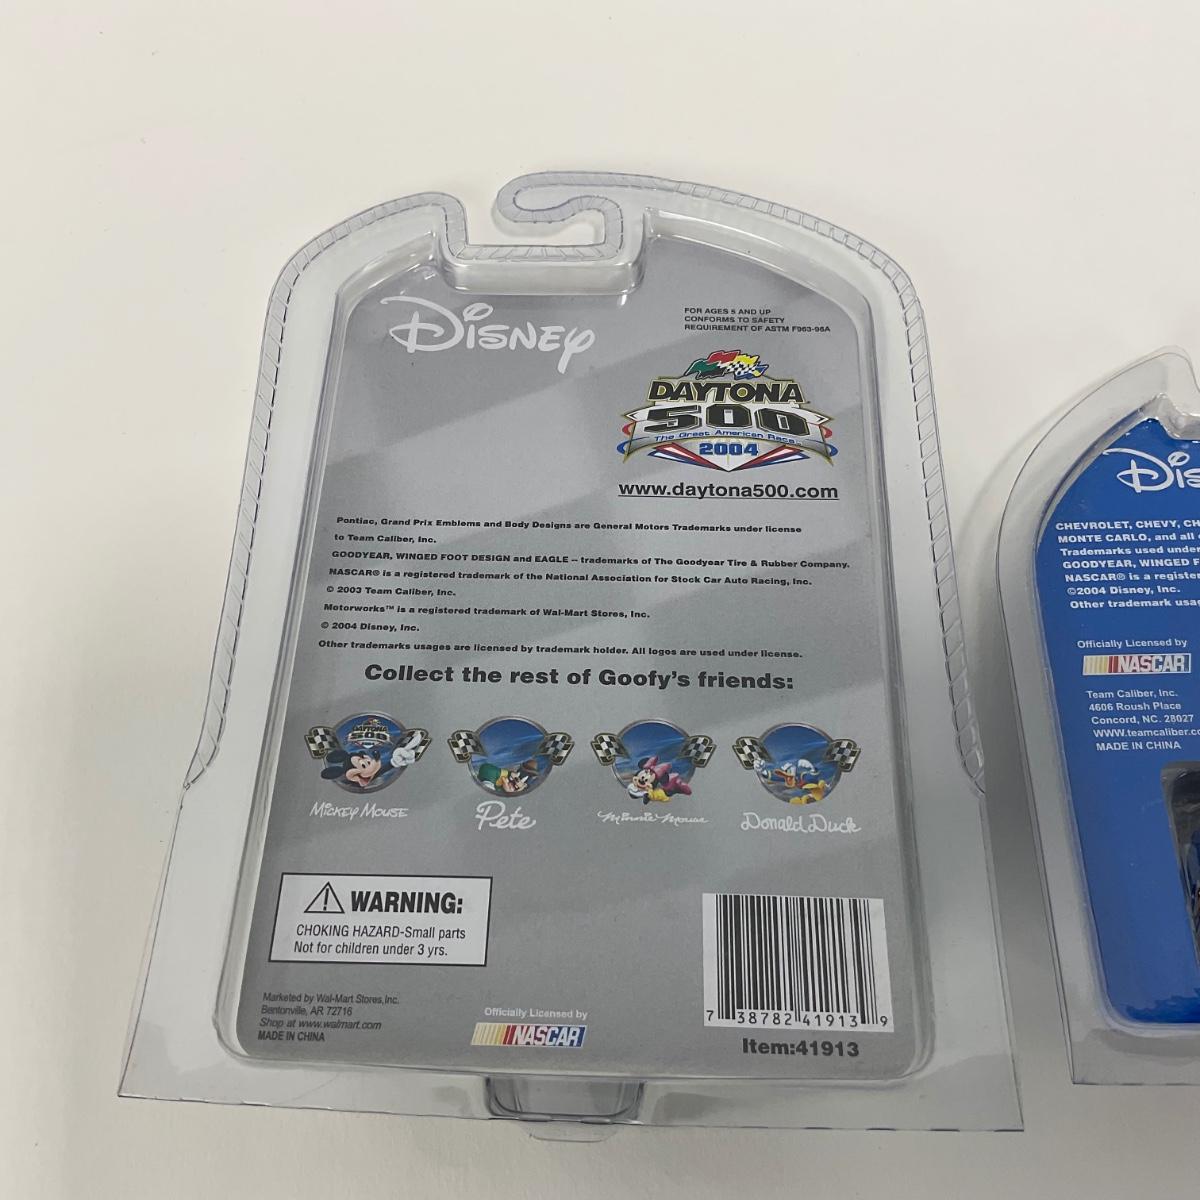 Disney
FOR AGES 5 AND UP
CONFORMS TO SAFETY
REQUIREMENT OF ASTM F963-96A
DAYTONA
500
The Great American Race
2004
www.daytona500.com
Pontiac, Grand Prix Emblems and Body Designs are General Motors Trademarks under license
to Team Caliber, Inc.
GOODYEAR, WINGED FOOT DESIGN and EAGLE -- trademarks of The Goodyear Tire & Rubber Company.
NASCAR® is a registered trademark of the National Association for Stock Car Auto Racing, Inc.
© 2003 Team Caliber, Inc.
Motorworks™ is a registered trademark of Wal-Mart Stores, Inc.
© 2004 Disney, Inc.
Other trademarks usages are licensed by trademark holder. All logos are used under license.
Collect the rest of Goofy's friends:
DAYTONA
500
Mickey Mouse
Pete
Minnie Mouse
Donald Duck
WARNING:
CHOKING HAZARD-Small parts
Not for children under 3 yrs.
Marketed by Wal-Mart Stores,Inc.
Bentonville, AR 72716
Shop at www.walmart.com
MADE IN CHINA
Officially Licensed by
NASCAR
7 38782 41913 9
Item:41913
Dis
CHEVROLET, CHEVY, CH
MONTE CARLO, and all
Trademarks used under
GOODYEAR, WINGED F
NASCAR® is a register
©2004 Disney, Inc.
Other trademark usa
Officially Licensed by
NASCAR
Team Caliber, Inc.
4606 Roush Place
Concord, NC. 28027
WWW.teamcaliber.co
MADE IN CHINA